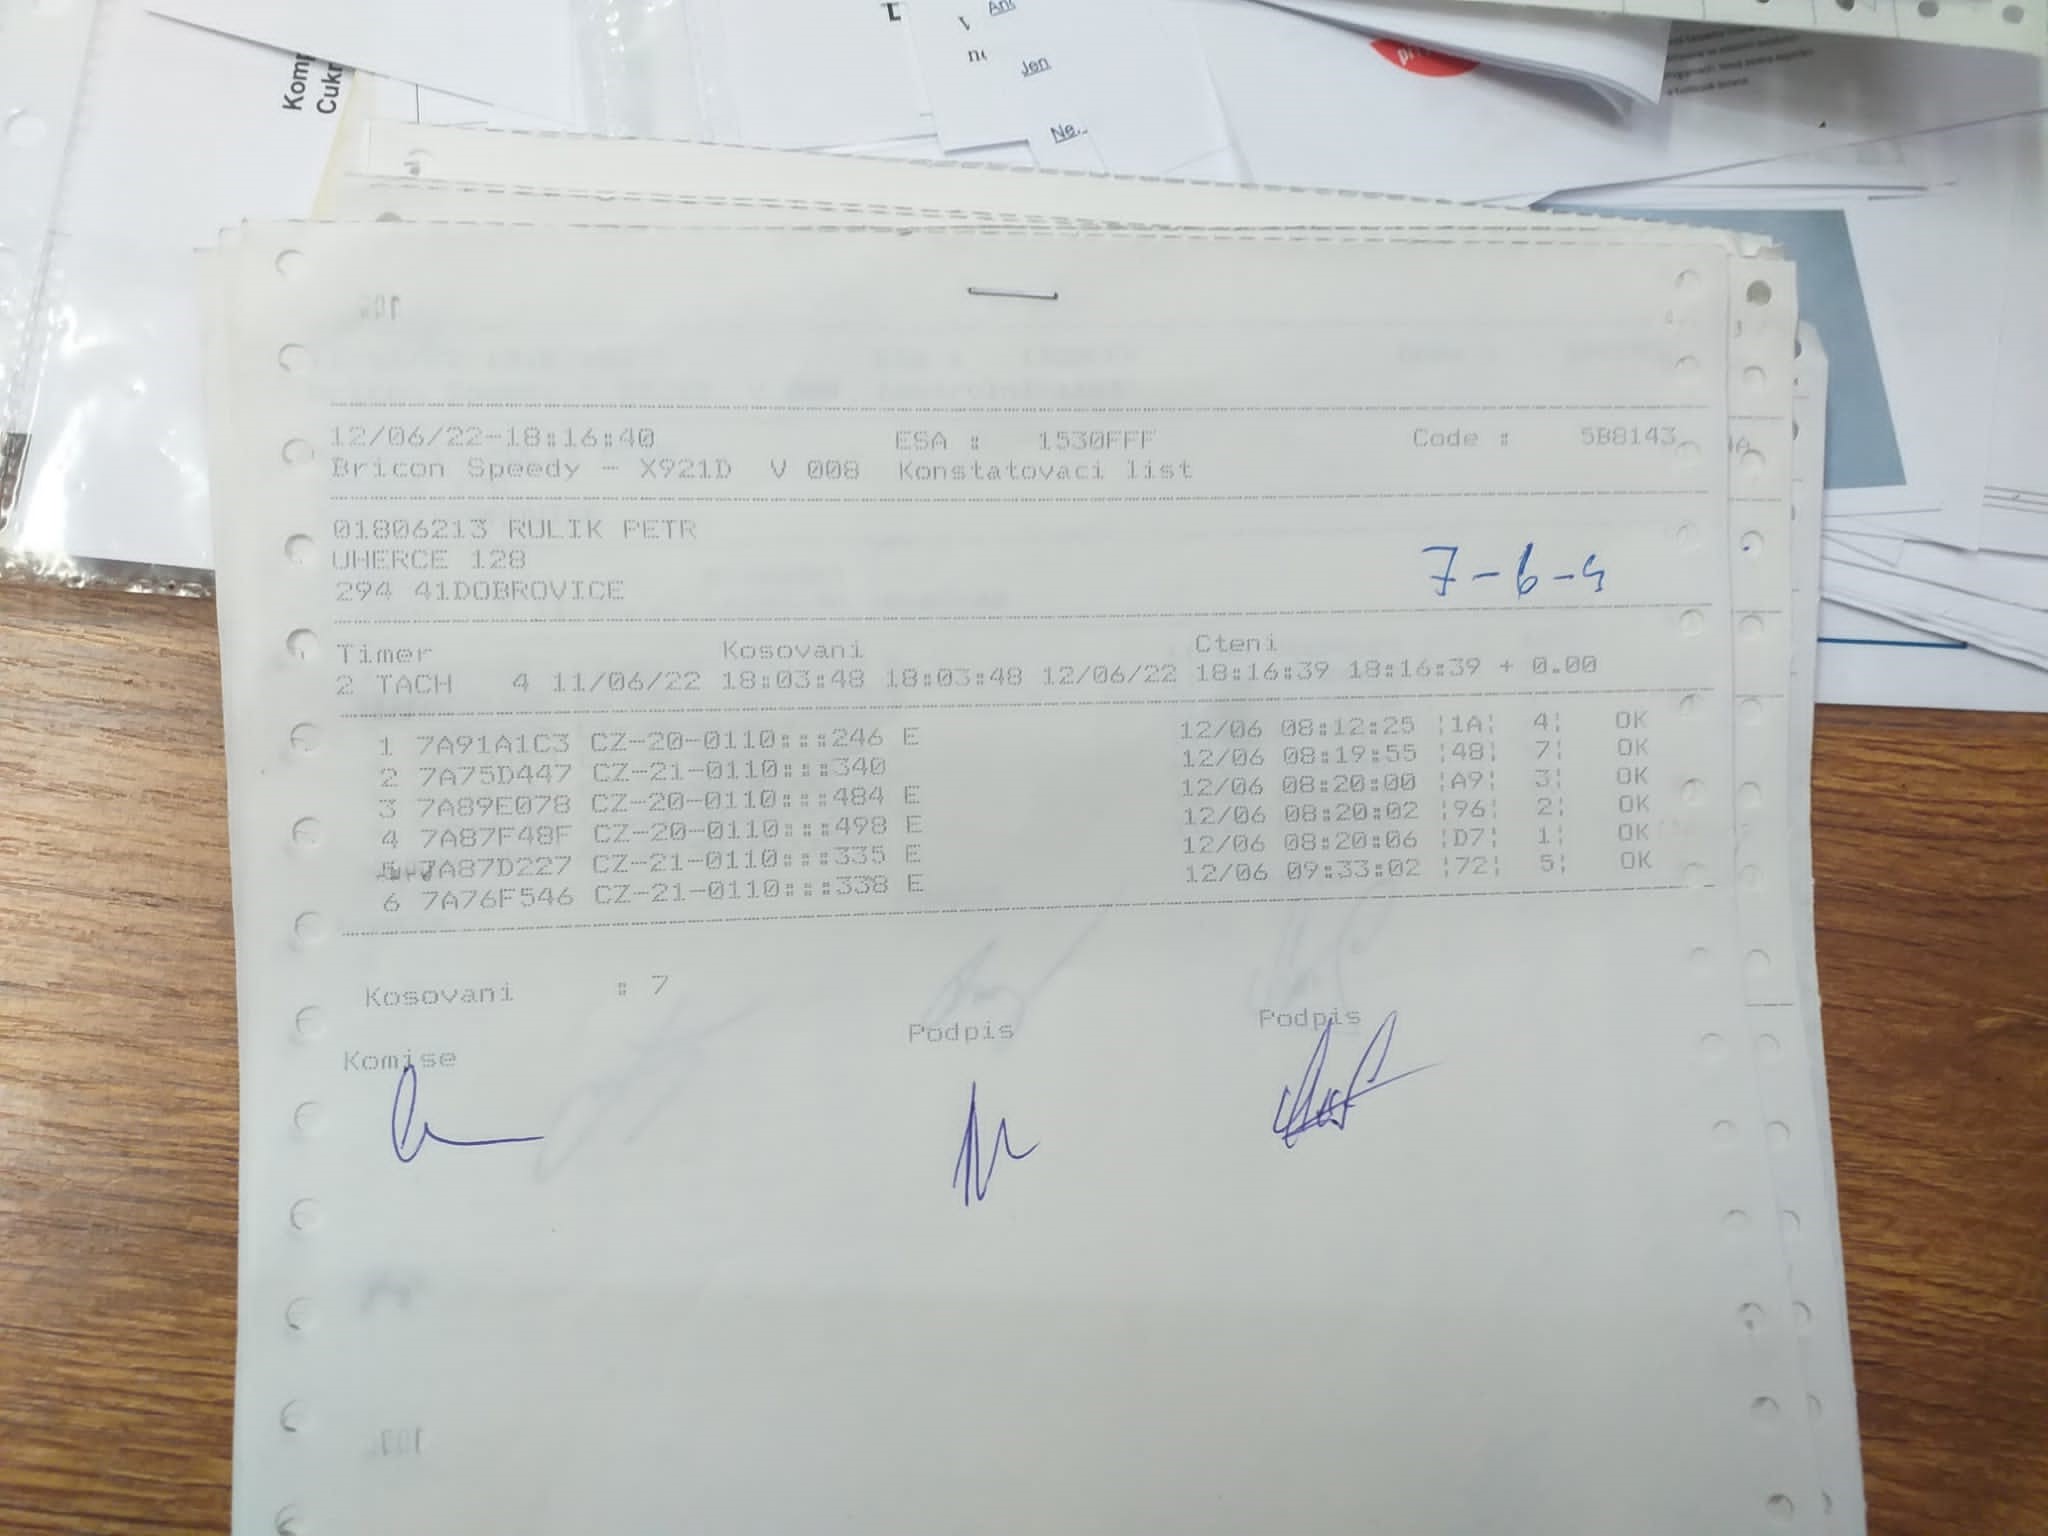 Komp
Cukr
Jen
Ne..
12/06/22-18:16:40 ESA : 1530FFF Code : 5B8143
Bricon Speedy - X921D V 008 Konstatovaci list
01806213 RULIK PETR
UHERCE 128
294 41DOBROVICE
7-6-4
Timer Kosovani Cteni
2 TACH 4 11/06/22 18:03:48 18:03:48 12/06/22 18:16:39 18:16:39 + 0.00
1 7A91A1C3 CZ-20-0110:::246 E 12/06 08:12:25 ¦1A¦ 4¦ OK
2 7A75D447 CZ-21-0110:::340 12/06 08:19:55 ¦48¦ 7¦ OK
3 7A89E078 CZ-20-0110:::484 E 12/06 08:20:00 ¦A9¦ 3¦ OK
4 7A87F48F CZ-20-0110:::498 E 12/06 08:20:02 ¦96¦ 2¦ OK
5 7A87D227 CZ-21-0110:::335 E 12/06 08:20:06 ¦D7¦ 1¦ OK
6 7A76F546 CZ-21-0110:::338 E 12/06 09:33:02 ¦72¦ 5¦ OK
Kosovani : 7
Komise Podpis Podpis